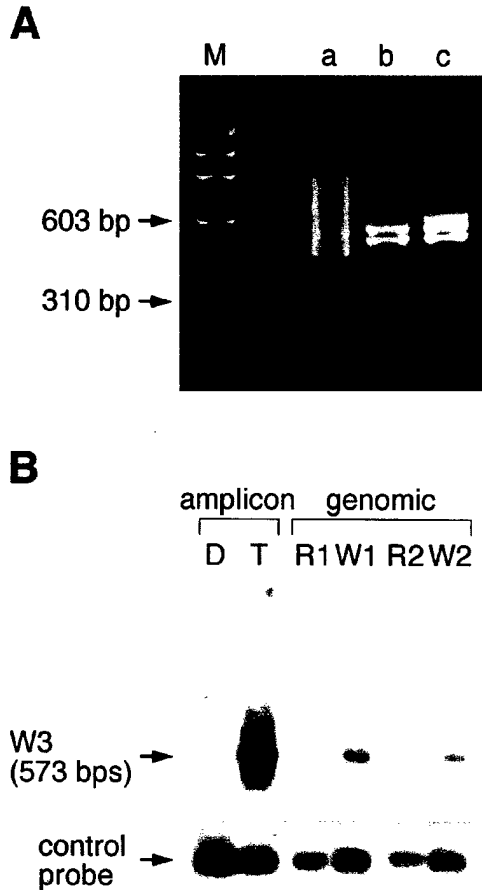 A
M a b c
603 bp
310 bp
B
amplicon genomic
D T R1 W1 R2 W2
W3
(573 bps)
control
probe